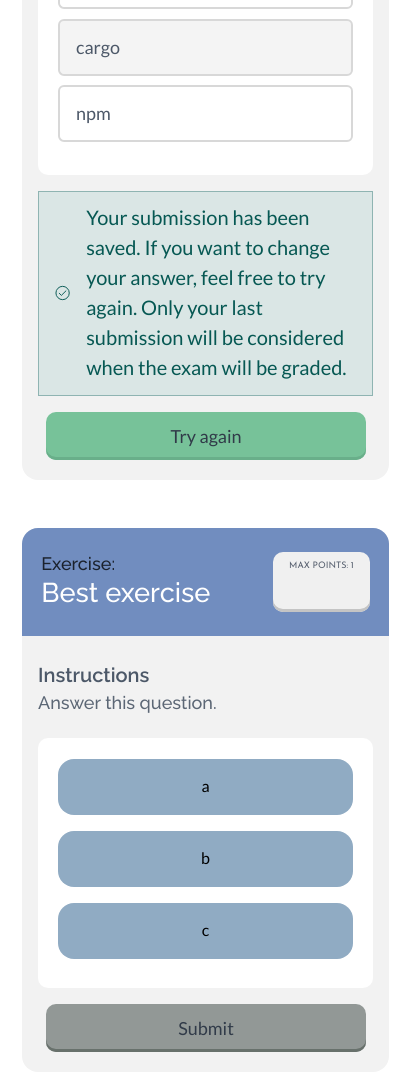 cargo
npm
Your submission has been
saved. If you want to change
your answer, feel free to try
again. Only your last
submission will be considered
when the exam will be graded.
Try again
Exercise:
Best exercise
MAX POINTS: 1
Instructions
Answer this question.
a
b
c
Submit